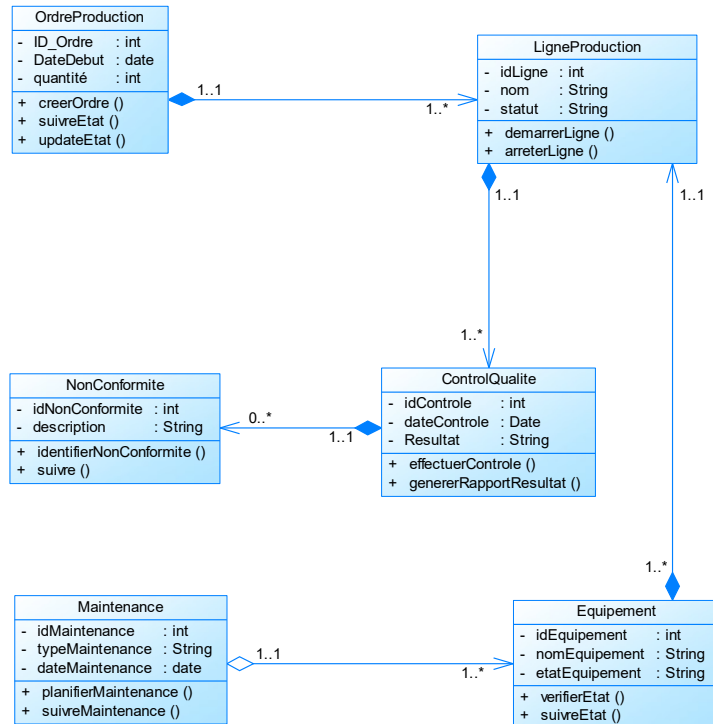 OrdreProduction
- ID_Ordre : int
- DateDebut : date
- quantité : int
+ creerOrdre ()
+ suivreEtat ()
+ updateEtat ()
1..1
1..*
LigneProduction
- idLigne : int
- nom : String
- statut : String
+ demarrerLigne ()
+ arreterLigne ()
1..1
1..1
1..*
NonConformite
- idNonConformite : int
- description : String
+ identifierNonConformite ()
+ suivre ()
0..*
1..1
ControlQualite
- idControle : int
- dateControle : Date
- Resultat : String
+ effectuerControle ()
+ genererRapportResultat ()
1..*
Maintenance
- idMaintenance : int
- typeMaintenance : String
- dateMaintenance : date
+ planifierMaintenance ()
+ suivreMaintenance ()
1..1
1..*
Equipement
- idEquipement : int
- nomEquipement : String
- etatEquipement : String
+ verifierEtat ()
+ suivreEtat ()